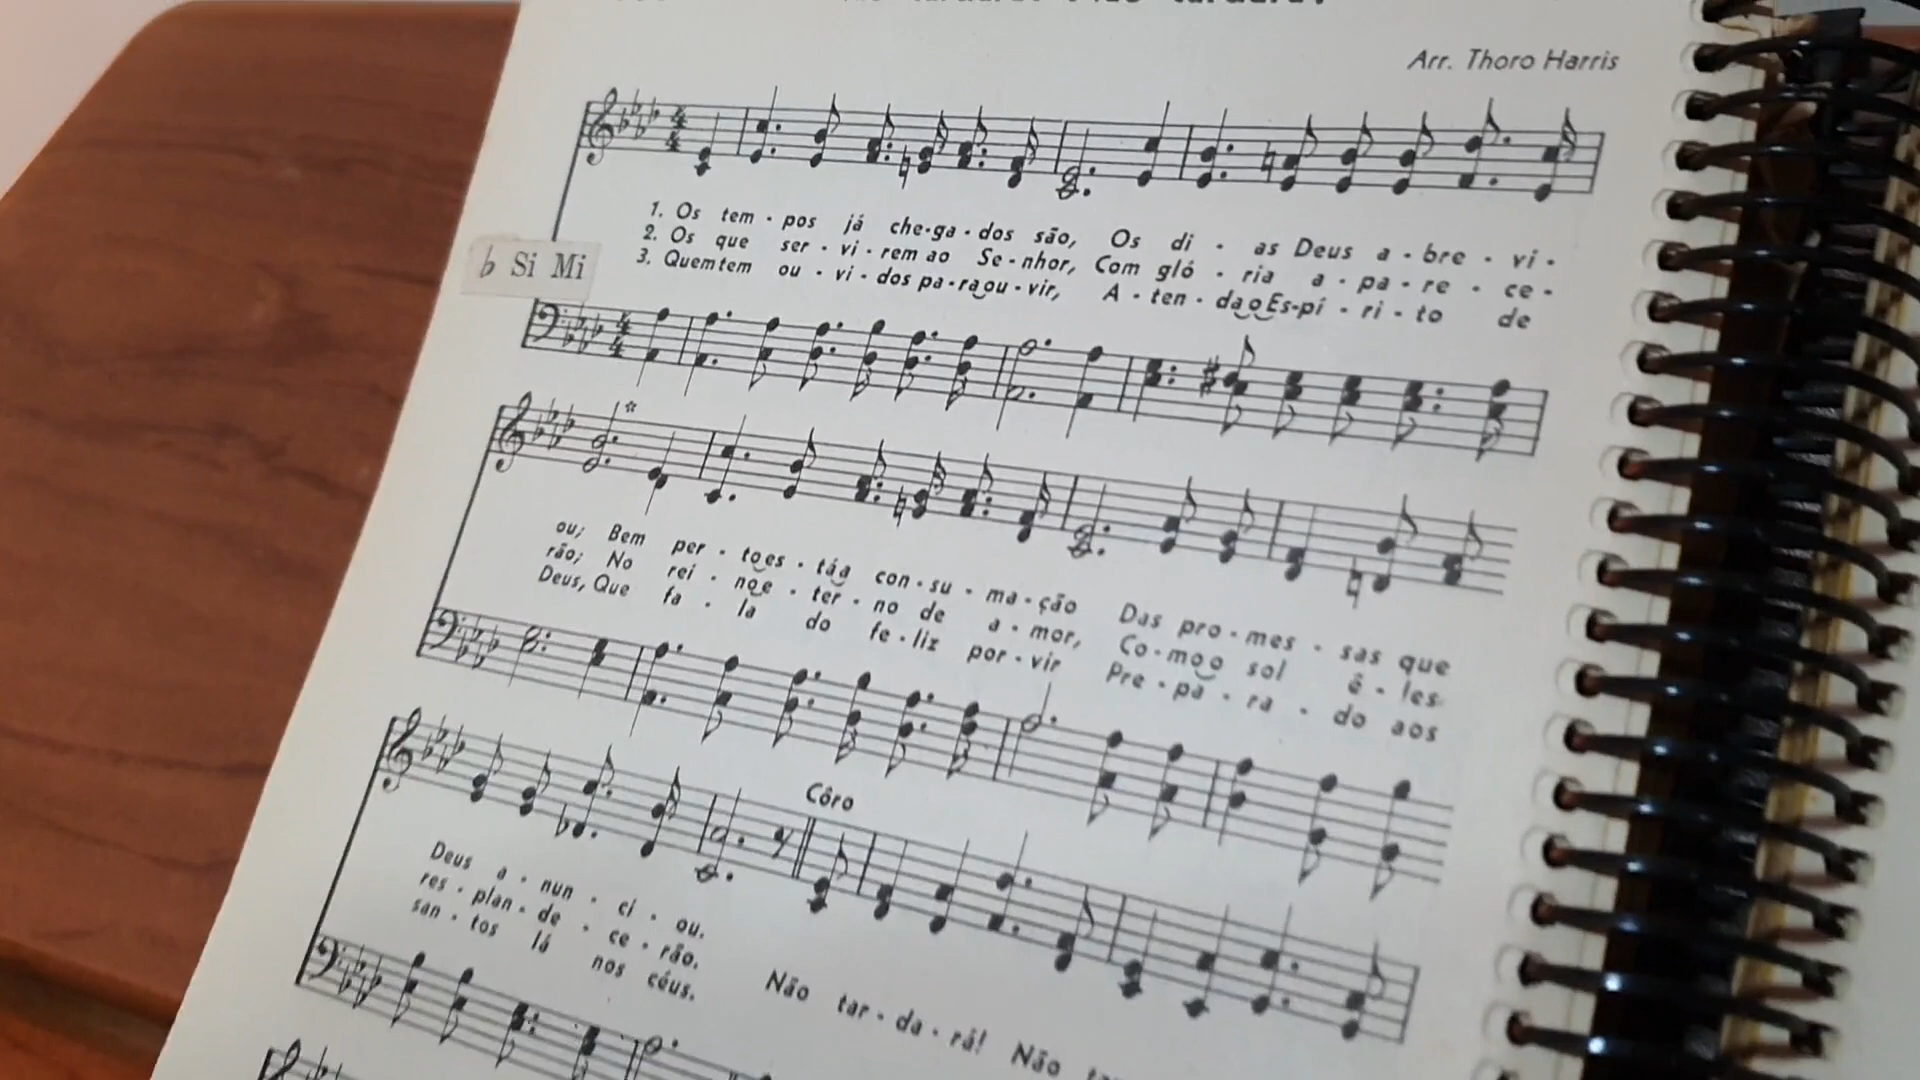 Arr. Thoro Harris
1. Os tem - pos já che-ga - dos são, Os di - as Deus a - bre - vi -
2. Os que ser - vi - rem ao Se - nhor, Com gló - ria a - pa - re - ce -
3. Quem tem ou - vi - dos pa - ra ou - vir, A - ten - da o Es-pí - ri - to de
♭ Si Mi
ou; Bem per - to es - tá a con - su - ma - ção Das pro - mes - sas que
rão; No rei - no e - ter - no de a - mor, Co - mo o sol ê - les
Deus, Que fa - la do fe - liz por - vir Pre - pa - ra - do aos
Côro
Deus a - nun - ci - ou.
res - plan - de - ce - rão.
san - tos lá nos céus.
Não tar - da - rá! Não